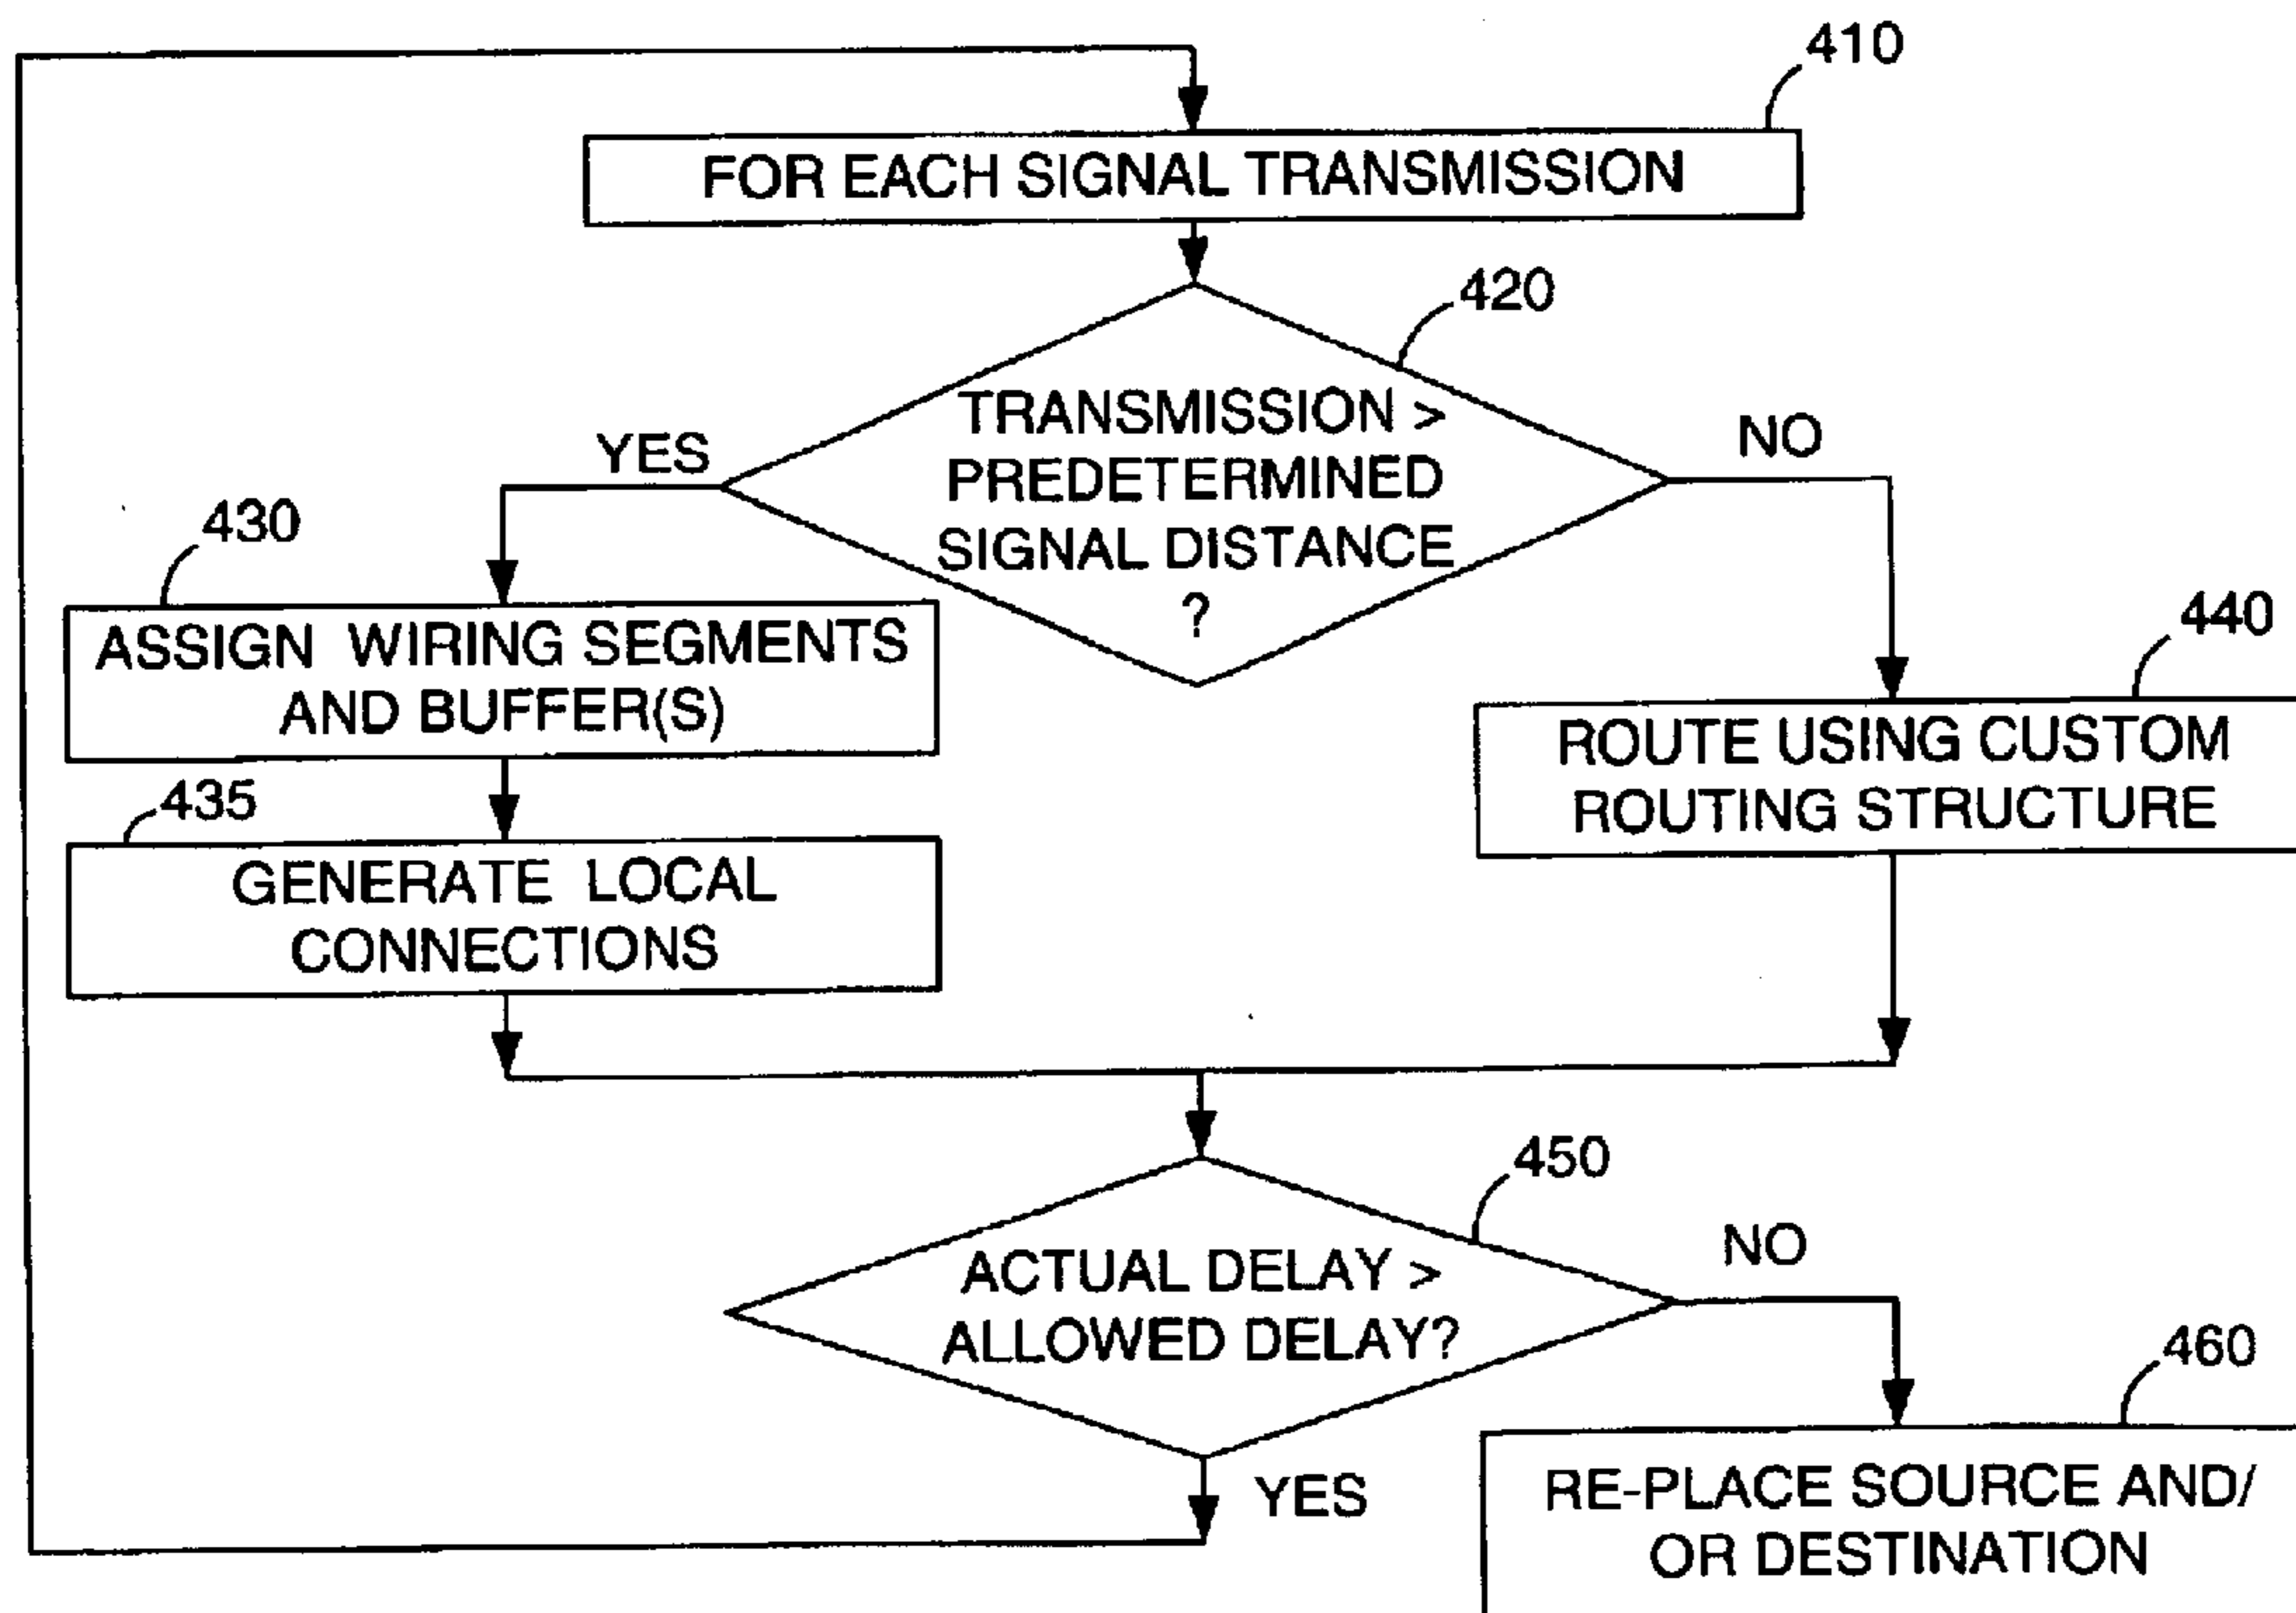 410
FOR EACH SIGNAL TRANSMISSION
420
TRANSMISSION >
PREDETERMINED
SIGNAL DISTANCE
?
YES
NO
430
ASSIGN WIRING SEGMENTS
AND BUFFER(S)
440
ROUTE USING CUSTOM
ROUTING STRUCTURE
435
GENERATE LOCAL
CONNECTIONS
450
ACTUAL DELAY >
ALLOWED DELAY?
NO
YES
460
RE-PLACE SOURCE AND/
OR DESTINATION